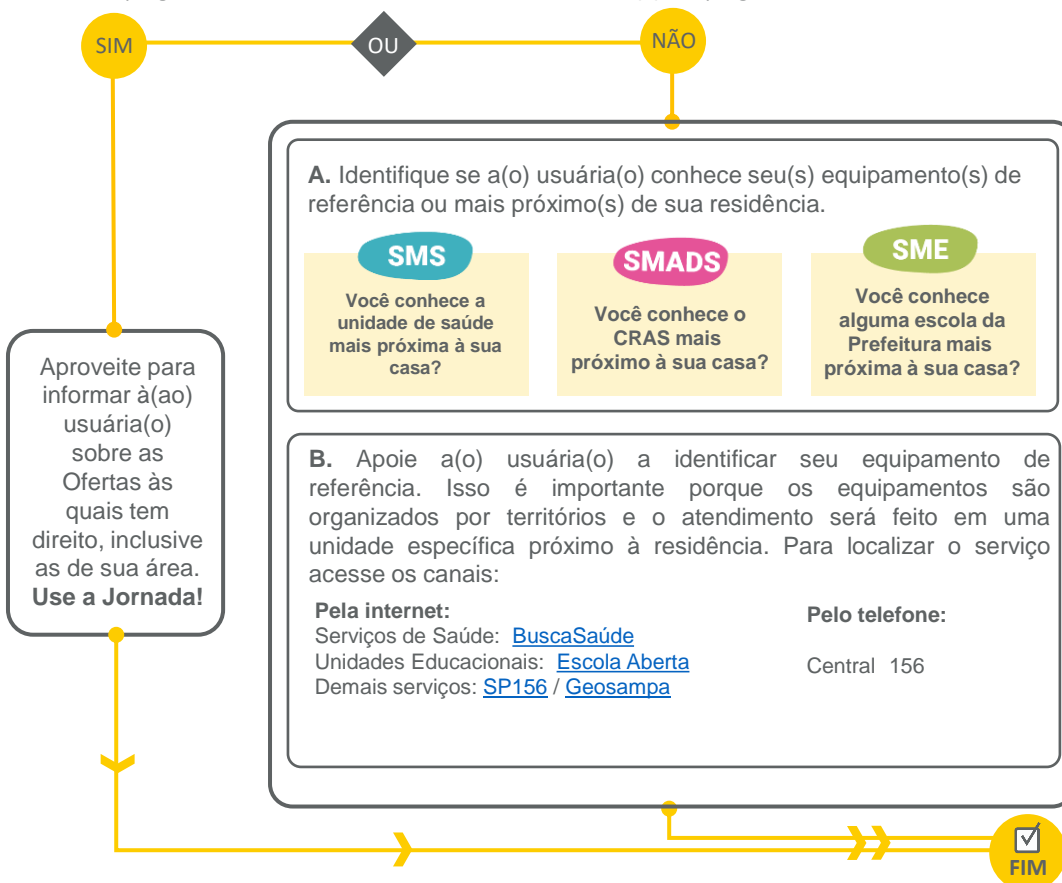 SIM
OU
NÃO
A. Identifique se a(o) usuária(o) conhece seu(s) equipamento(s) de
referência ou mais próximo(s) de sua residência.
SMS
Você conhece a
unidade de saúde
mais próxima à sua
casa?
SMADS
Você conhece o
CRAS mais
próximo à sua casa?
SME
Você conhece
alguma escola da
Prefeitura mais
próxima à sua casa?
Aproveite para
informar à(ao)
usuária(o)
sobre as
Ofertas às
quais tem
direito, inclusive
as de sua área.
Use a Jornada!
B. Apoie a(o) usuária(o) a identificar seu equipamento de
referência. Isso é importante porque os equipamentos são
organizados por territórios e o atendimento será feito em uma
unidade específica próximo à residência. Para localizar o serviço
acesse os canais:
Pela internet:
Serviços de Saúde: BuscaSaúde
Unidades Educacionais: Escola Aberta
Demais serviços: SP156 / Geosampa
Pelo telefone:
Central 156
FIM